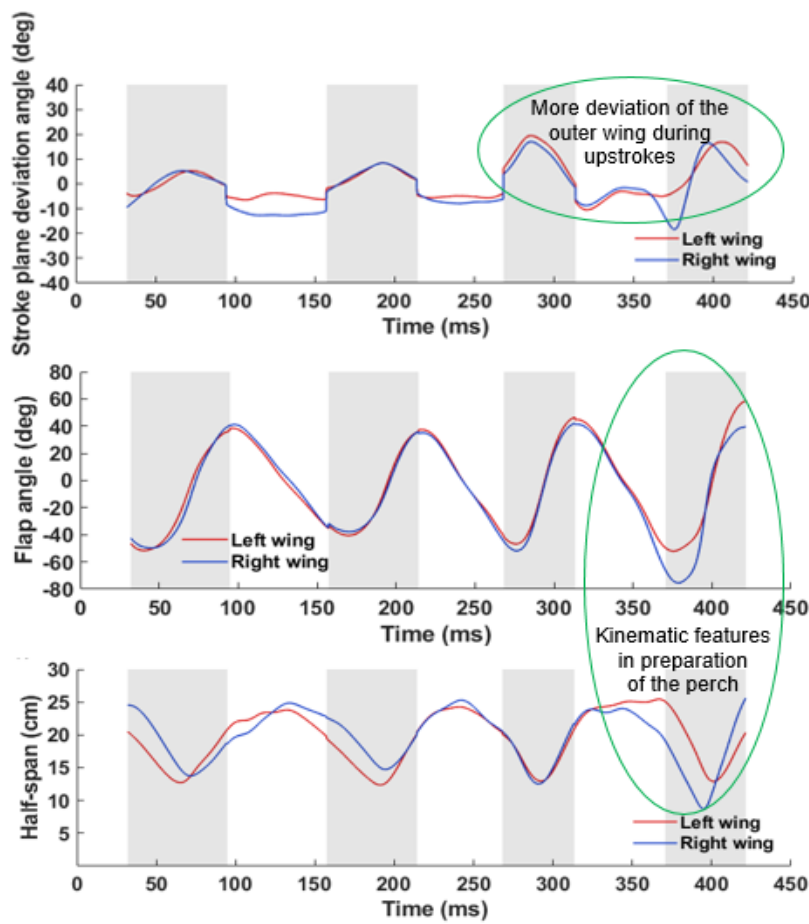 Stroke plane deviation angle (deg)
40
30
20
10
0
-10
-20
-30
-40
More deviation of the
outer wing during
upstrokes
Left wing
Right wing
0 50 100 150 200 250 300 350 400 450
Time (ms)
Flap angle (deg)
80
60
40
20
0
-20
-40
-60
-80
Left wing
Right wing
0 50 100 150 200 250 300 350 400 450
Time (ms)
Kinematic features
in preparation
of the perch
Half-span (cm)
30
25
20
15
10
5
Left wing
Right wing
0 50 100 150 200 250 300 350 400 450
Time (ms)